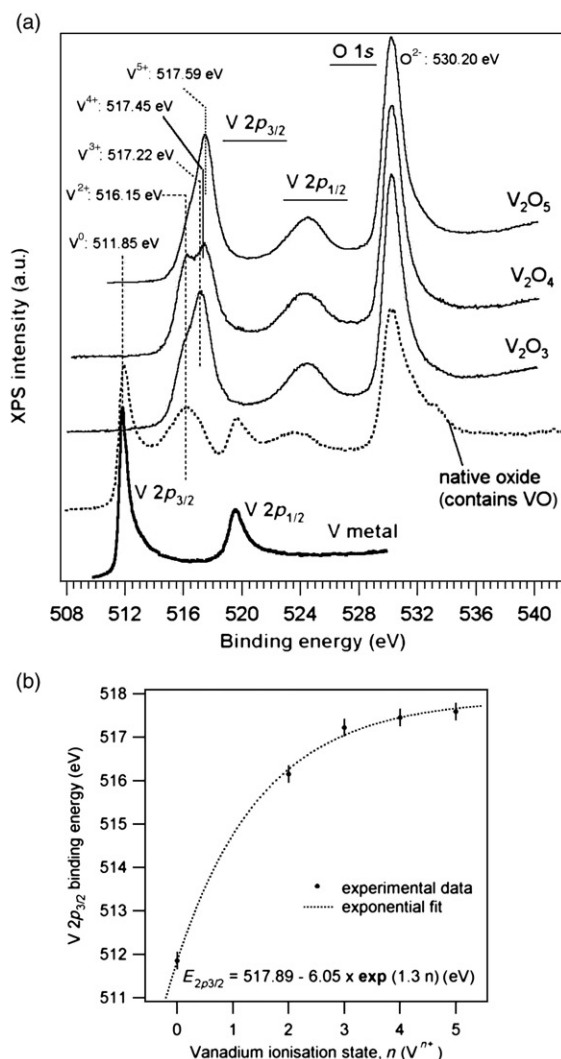 (a)
V⁵⁺: 517.59 eV
V⁴⁺: 517.45 eV
V³⁺: 517.22 eV
V²⁺: 516.15 eV
V⁰: 511.85 eV
V 2p₃/₂
V 2p₁/₂
O 1s
O²⁻: 530.20 eV
V₂O₅
V₂O₄
V₂O₃
native oxide
(contains VO)
V 2p₃/₂
V 2p₁/₂
V metal
XPS intensity (a.u.)
508 512 516 520 524 528 532 536 540
Binding energy (eV)
(b)
V 2p₃/₂ binding energy (eV)
518
517
516
515
514
513
512
511
experimental data
exponential fit
E₂ₚ₃/₂ = 517.89 - 6.05 x exp (1.3 n) (eV)
0 1 2 3 4 5
Vanadium ionisation state, n (Vⁿ⁺)